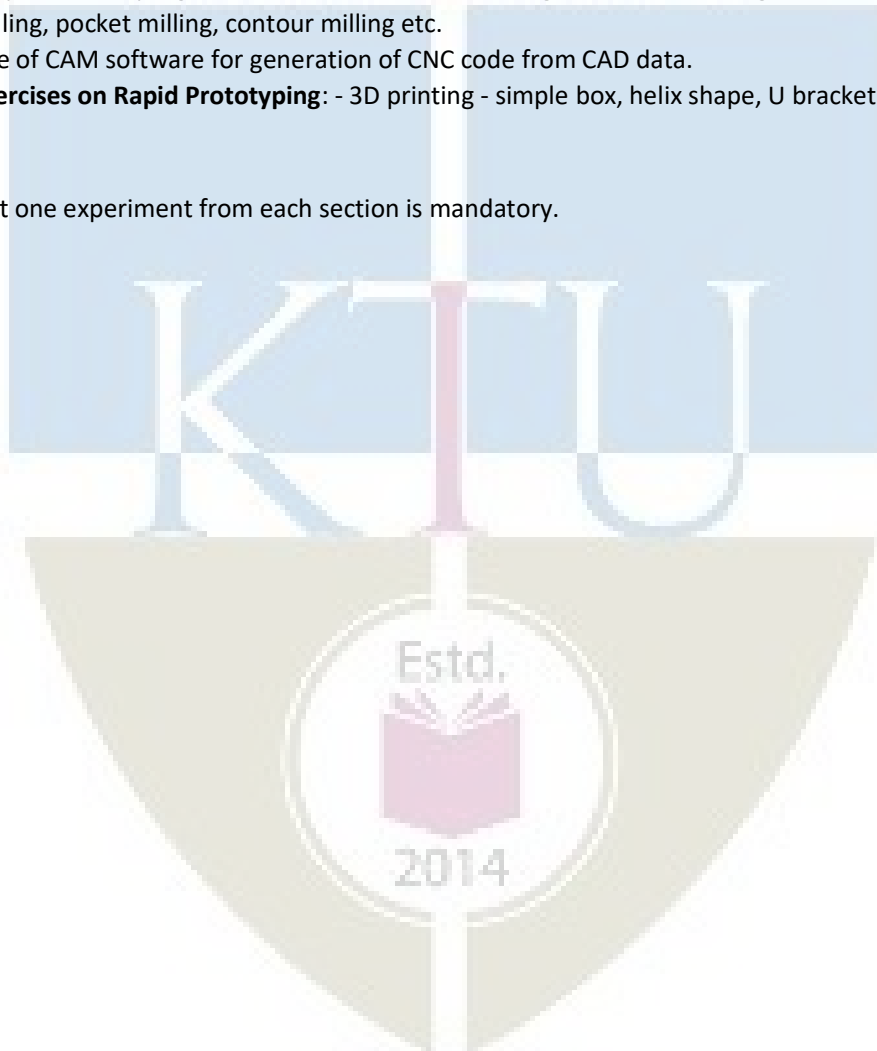 ling, pocket milling, contour milling etc.
e of CAM software for generation of CNC code from CAD data.
ercises on Rapid Prototyping: - 3D printing - simple box, helix shape, U bracket
t one experiment from each section is mandatory.
KTU
Estd.
2014